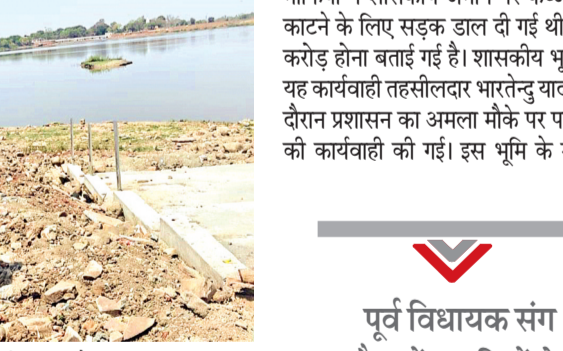 काटने के लिए सड़क डाल दी गई थी
करोड़ होना बताई गई है। शासकीय भू
यह कार्यवाही तहसीलदार भारतेन्दु याद
दौरान प्रशासन का अमला मौके पर प
की कार्यवाही की गई। इस भूमि के
पूर्व विधायक संग